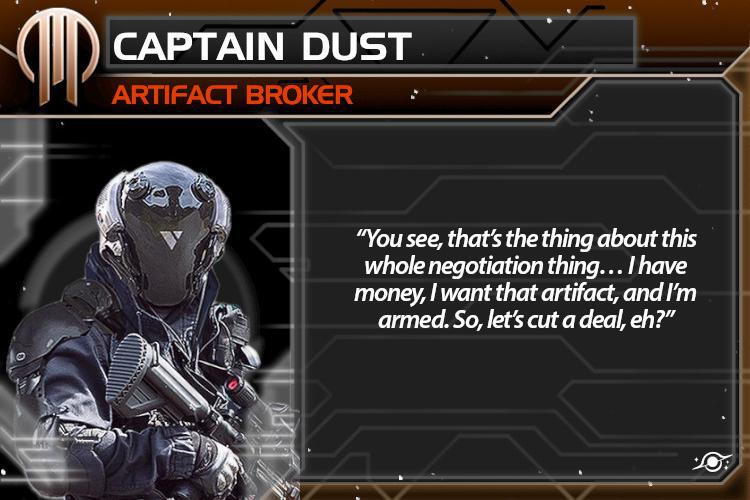 CAPTAIN DUST
ARTIFACT BROKER
“You see, that’s the thing about this
whole negotiation thing… I have
money, I want that artifact, and I’m
armed. So, let’s cut a deal, eh?”